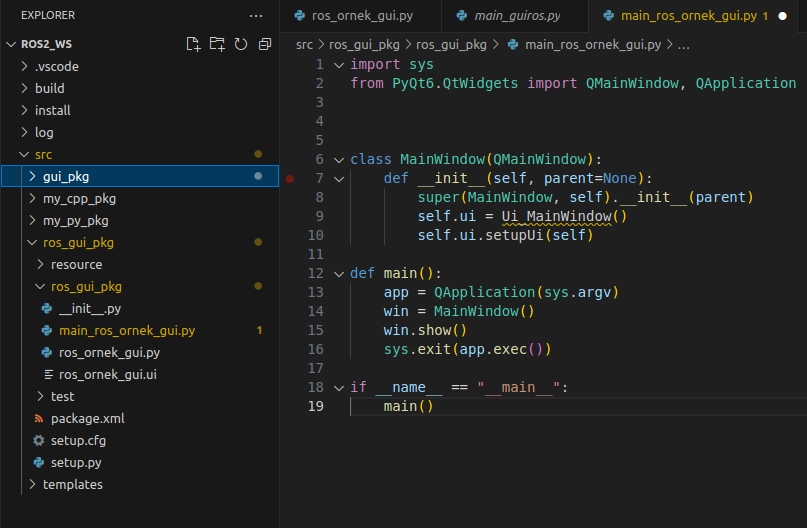 EXPLORER
ROS2_WS
.vscode
build
install
log
src
gui_pkg
my_cpp_pkg
my_py_pkg
ros_gui_pkg
resource
ros_gui_pkg
__init__.py
main_ros_ornek_gui.py 1
ros_ornek_gui.py
ros_ornek_gui.ui
test
package.xml
setup.cfg
setup.py
templates
ros_ornek_gui.py main_guiros.py main_ros_ornek_gui.py 1
src > ros_gui_pkg > ros_gui_pkg > main_ros_ornek_gui.py > ...
1 import sys
2 from PyQt6.QtWidgets import QMainWindow, QApplication
3
4
5
6 class MainWindow(QMainWindow):
7 def __init__(self, parent=None):
8 super(MainWindow, self).__init__(parent)
9 self.ui = Ui_MainWindow()
10 self.ui.setupUi(self)
11
12 def main():
13 app = QApplication(sys.argv)
14 win = MainWindow()
15 win.show()
16 sys.exit(app.exec())
17
18 if __name__ == "__main__":
19 main()